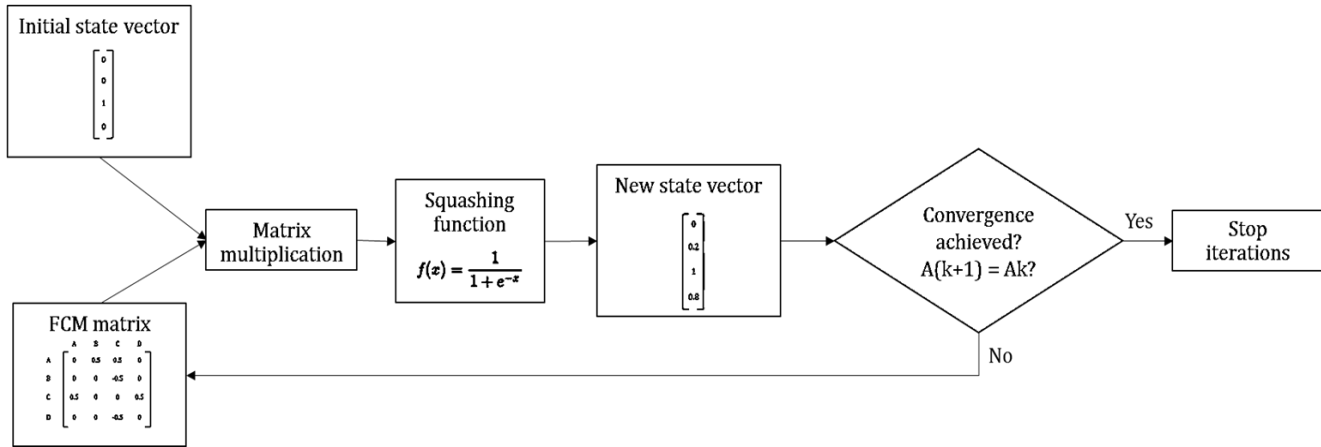 Initial state vector
0
0
1
0
Matrix
multiplication
FCM matrix
A B C D
A 0 0.5 0.5 0
B 0 0 -0.5 0
C 0.5 0 0 0.5
D 0 0 -0.5 0
Squashing
function
f(x) = 1 / 1 + e^-x
New state vector
0
0.2
1
0.8
Convergence
achieved?
A(k+1) = Ak?
Yes
No
Stop
iterations